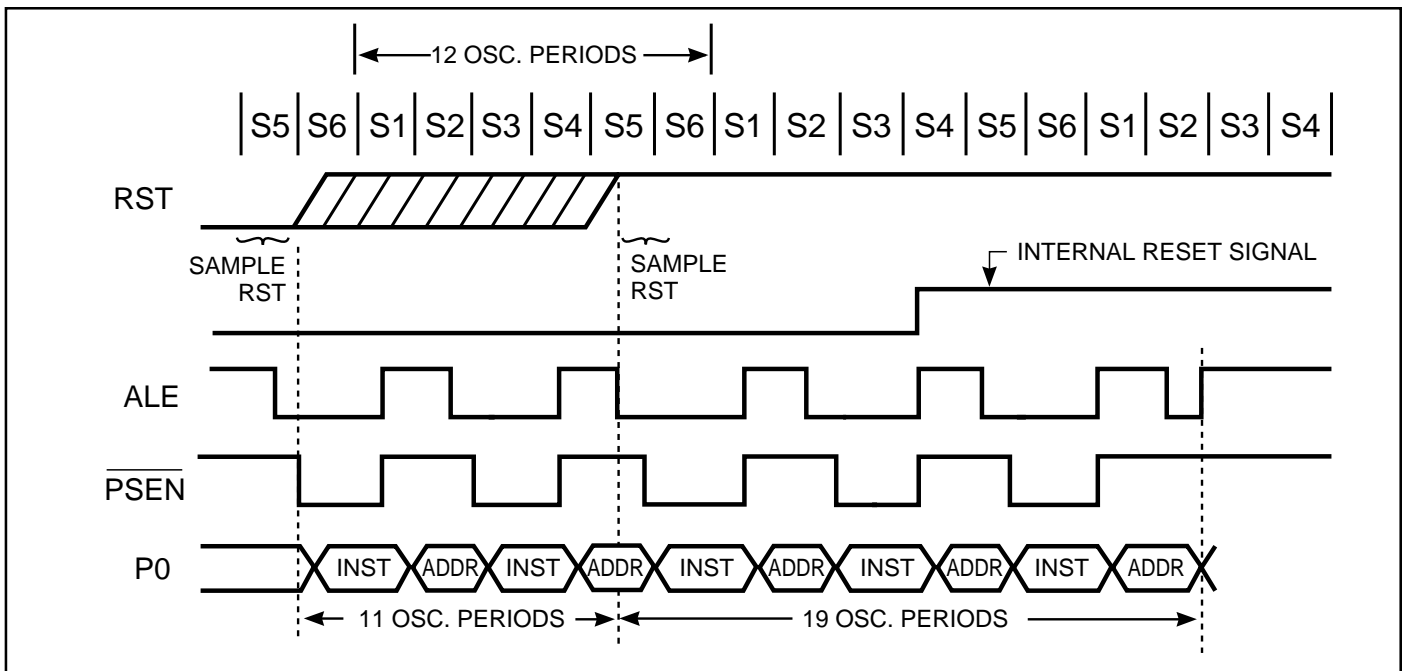 12 OSC. PERIODS
S5 S6 S1 S2 S3 S4 S5 S6 S1 S2 S3 S4 S5 S6 S1 S2 S3 S4
RST
SAMPLE
RST
SAMPLE
RST
INTERNAL RESET SIGNAL
ALE
PSEN
P0
INST ADDR INST ADDR INST ADDR INST ADDR INST ADDR
11 OSC. PERIODS
19 OSC. PERIODS